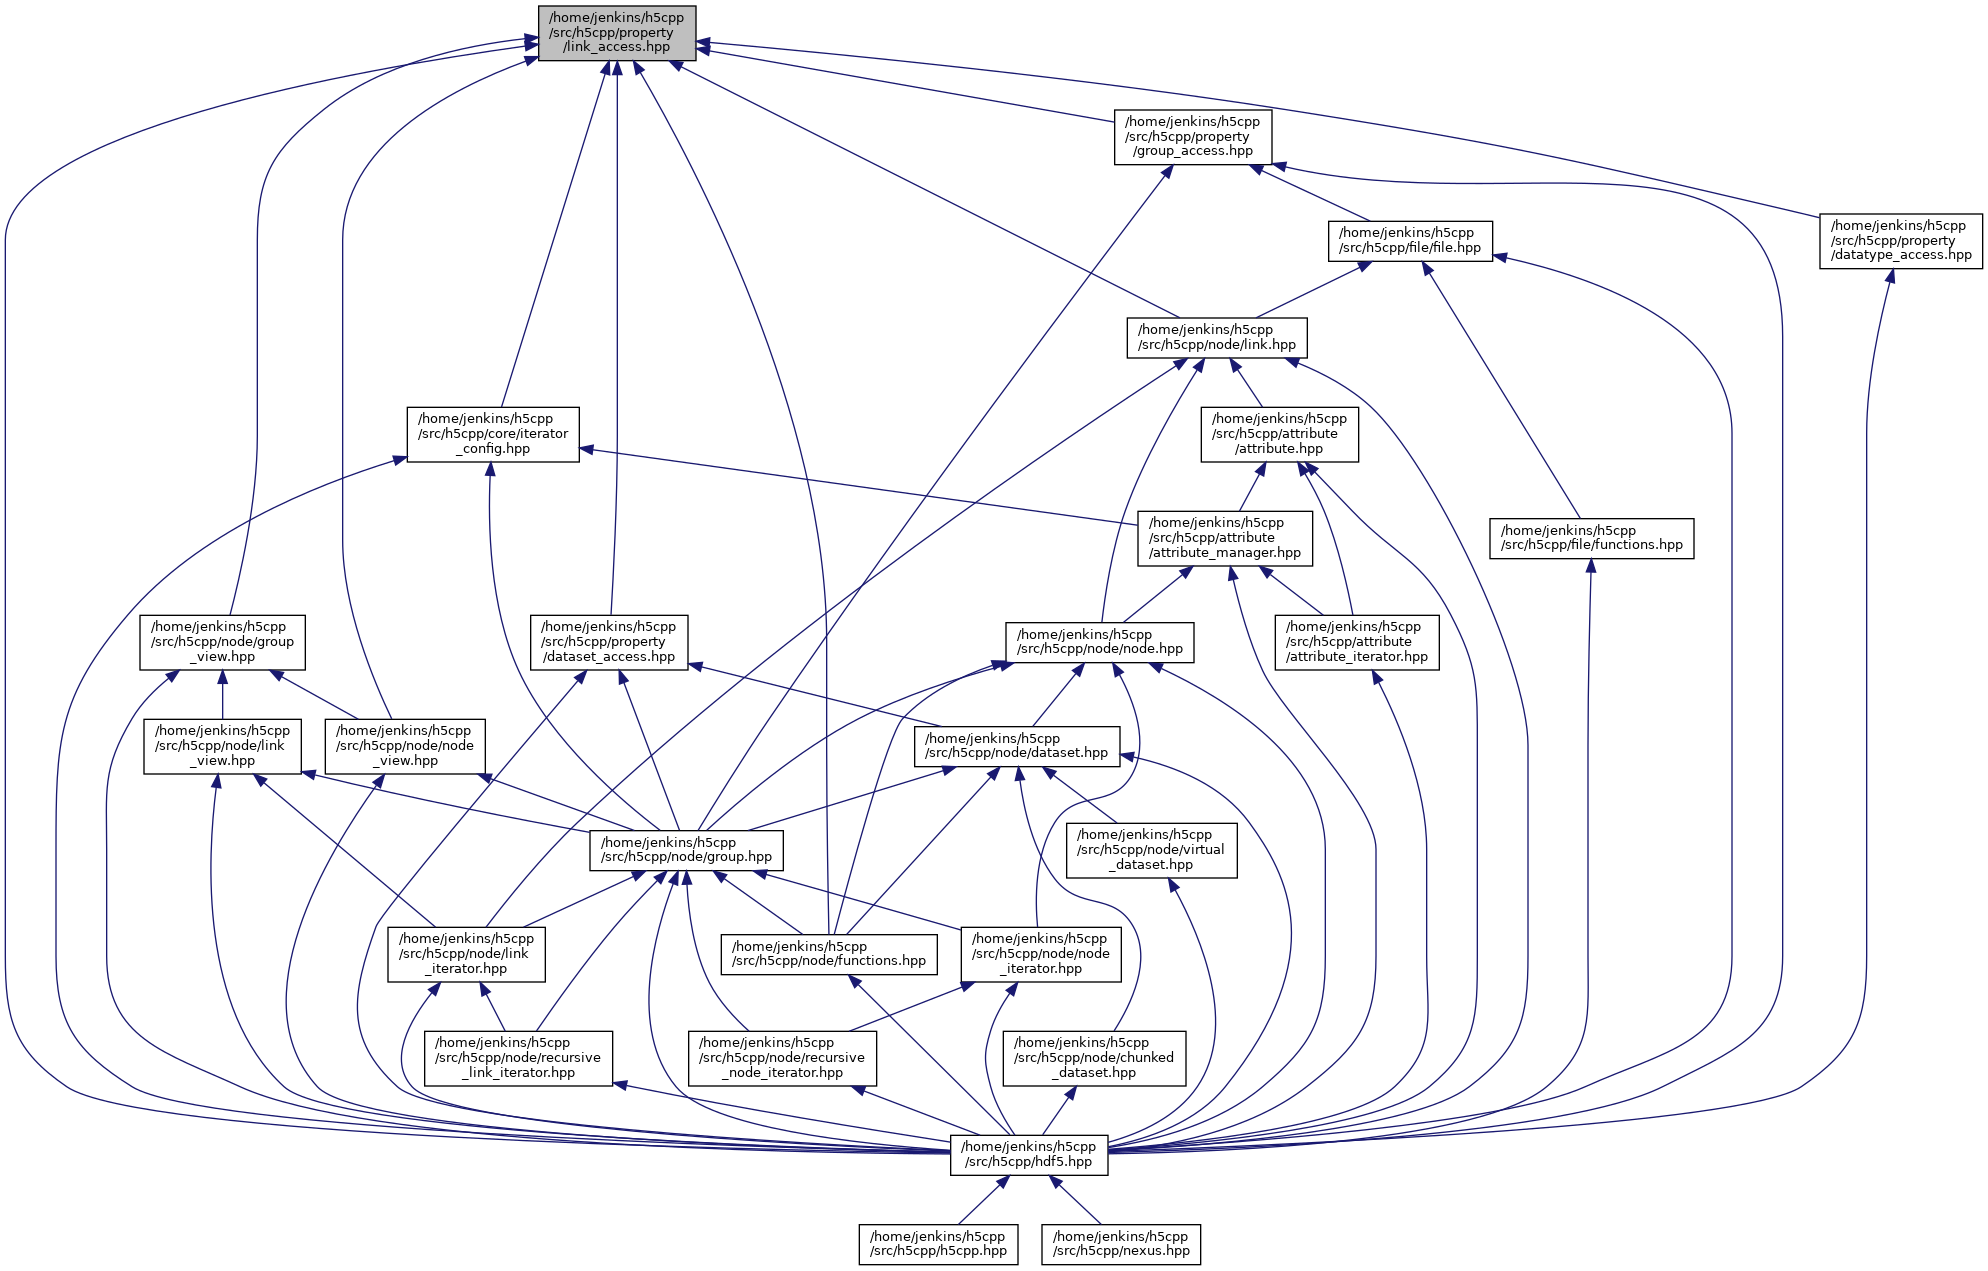 /home/jenkins/h5cpp
/src/h5cpp/property
/link_access.hpp
/home/jenkins/h5cpp
/src/h5cpp/property
/group_access.hpp
/home/jenkins/h5cpp
/src/h5cpp/file/file.hpp
/home/jenkins/h5cpp
/src/h5cpp/property
/datatype_access.hpp
/home/jenkins/h5cpp
/src/h5cpp/node/link.hpp
/home/jenkins/h5cpp
/src/h5cpp/core/iterator
_config.hpp
/home/jenkins/h5cpp
/src/h5cpp/attribute
/attribute.hpp
/home/jenkins/h5cpp
/src/h5cpp/attribute
/attribute_manager.hpp
/home/jenkins/h5cpp
/src/h5cpp/file/functions.hpp
/home/jenkins/h5cpp
/src/h5cpp/node/group
_view.hpp
/home/jenkins/h5cpp
/src/h5cpp/property
/dataset_access.hpp
/home/jenkins/h5cpp
/src/h5cpp/node/node.hpp
/home/jenkins/h5cpp
/src/h5cpp/attribute
/attribute_iterator.hpp
/home/jenkins/h5cpp
/src/h5cpp/node/link
_view.hpp
/home/jenkins/h5cpp
/src/h5cpp/node/node
_view.hpp
/home/jenkins/h5cpp
/src/h5cpp/node/dataset.hpp
/home/jenkins/h5cpp
/src/h5cpp/node/group.hpp
/home/jenkins/h5cpp
/src/h5cpp/node/virtual
_dataset.hpp
/home/jenkins/h5cpp
/src/h5cpp/node/link
_iterator.hpp
/home/jenkins/h5cpp
/src/h5cpp/node/functions.hpp
/home/jenkins/h5cpp
/src/h5cpp/node/node
_iterator.hpp
/home/jenkins/h5cpp
/src/h5cpp/node/recursive
_link_iterator.hpp
/home/jenkins/h5cpp
/src/h5cpp/node/recursive
_node_iterator.hpp
/home/jenkins/h5cpp
/src/h5cpp/node/chunked
_dataset.hpp
/home/jenkins/h5cpp
/src/h5cpp/hdf5.hpp
/home/jenkins/h5cpp
/src/h5cpp/h5cpp.hpp
/home/jenkins/h5cpp
/src/h5cpp/nexus.hpp